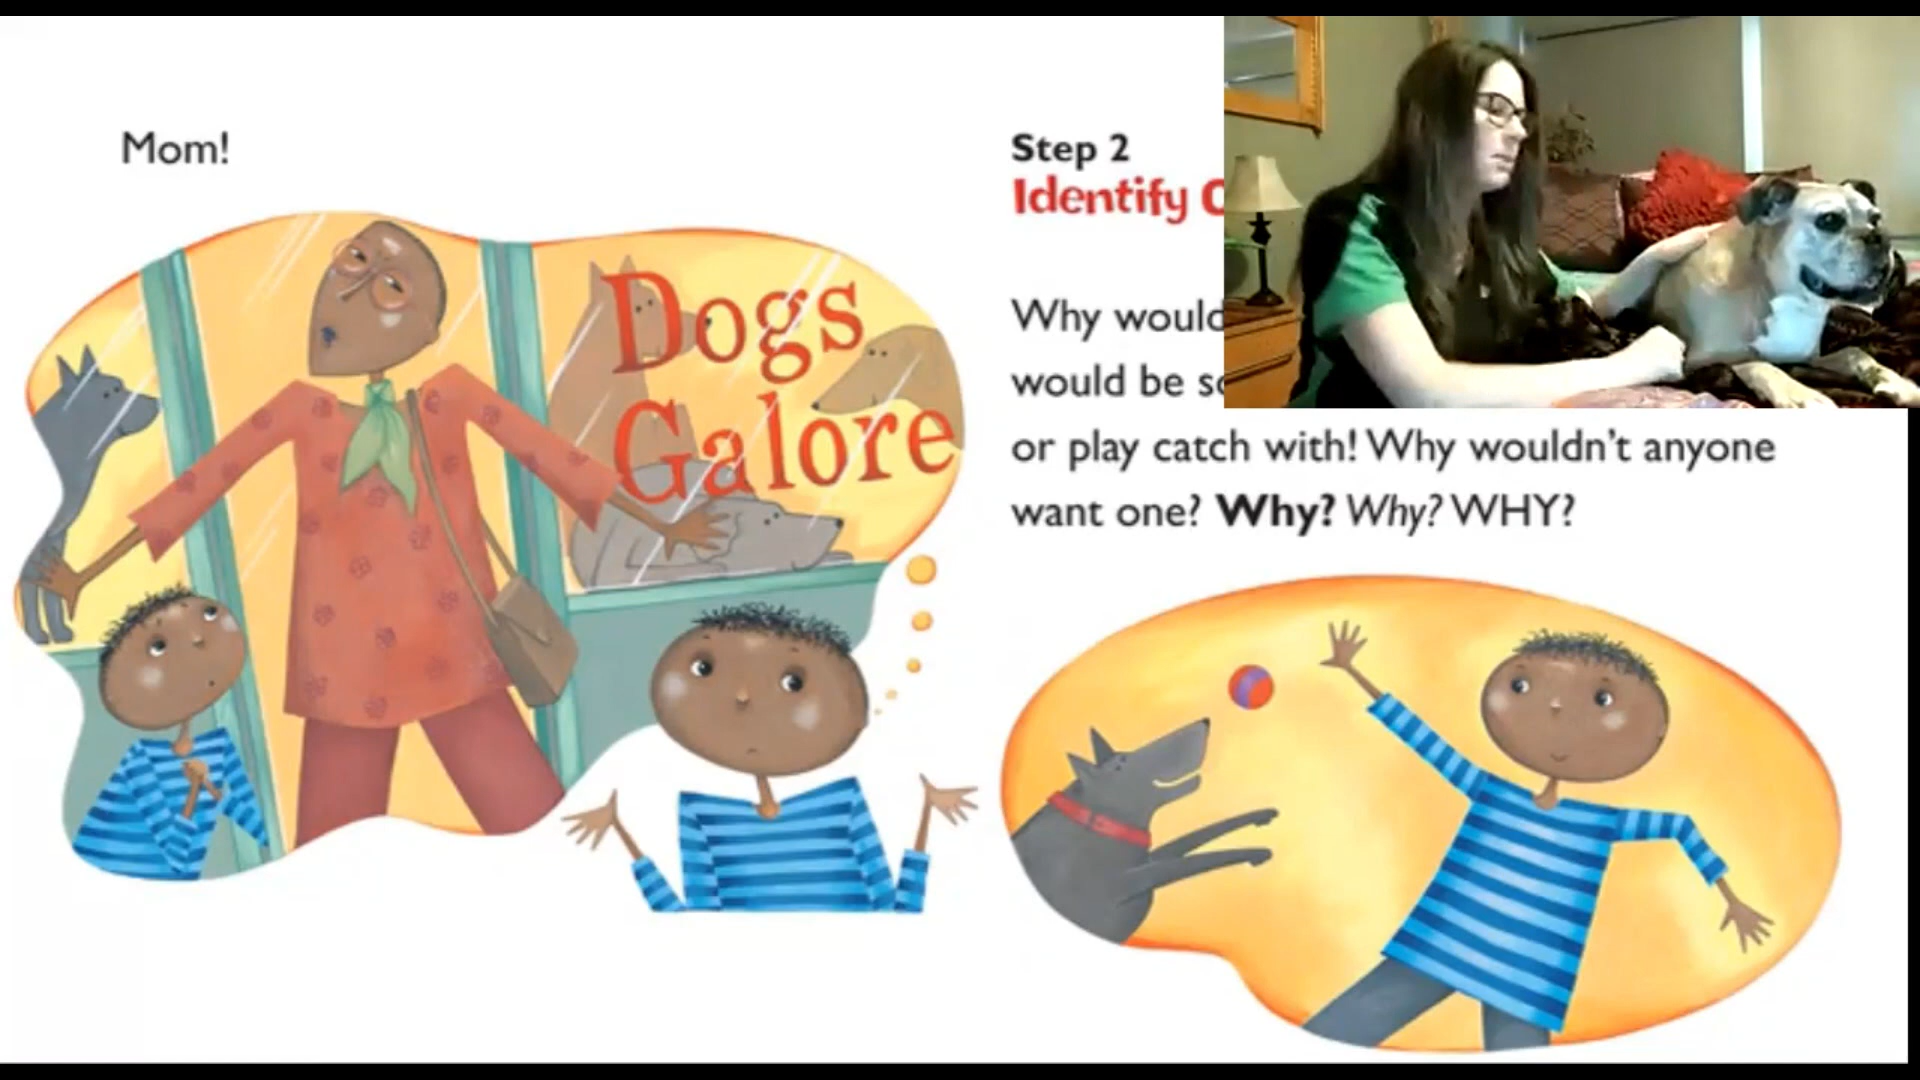 Mom!
Dogs
Galore
Step 2
Identify
Why would
would be
or play catch with! Why wouldn't anyone
want one? Why? Why? WHY?